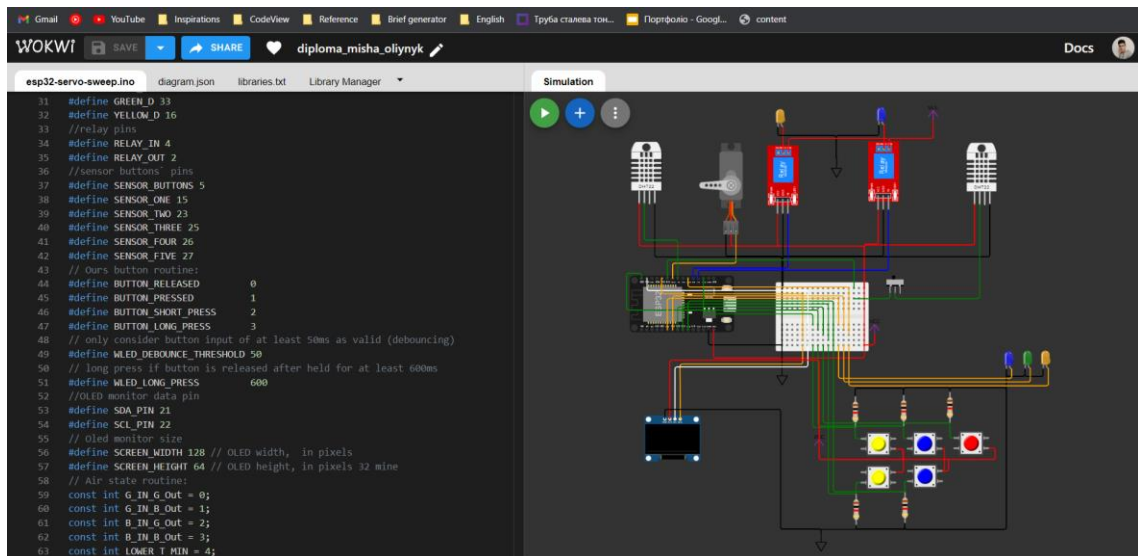 Gmail YouTube Inspirations CodeView Reference Brief generator English Труба сталева тон... Портфоліо - Googl... content
WOKWI SAVE SHARE diploma_misha_oliynyk Docs
esp32-servo-sweep.ino diagram.json libraries.txt Library Manager Simulation
31 #define GREEN_D 33
32 #define YELLOW_D 16
33 //relay pins
34 #define RELAY_IN 4
35 #define RELAY_OUT 2
36 //sensor buttons` pins
37 #define SENSOR_BUTTONS 5
38 #define SENSOR_ONE 15
39 #define SENSOR_TWO 23
40 #define SENSOR_THREE 25
41 #define SENSOR_FOUR 26
42 #define SENSOR_FIVE 27
43 // Ours button routine:
44 #define BUTTON_RELEASED 0
45 #define BUTTON_PRESSED 1
46 #define BUTTON_SHORT_PRESS 2
47 #define BUTTON_LONG_PRESS 3
48 // only consider button input of at least 50ms as valid (debouncing)
49 #define WLED_DEBOUNCE_THRESHOLD 50
50 // long press if button is released after held for at least 600ms
51 #define WLED_LONG_PRESS 600
52 //OLED monitor data pin
53 #define SDA_PIN 21
54 #define SCL_PIN 22
55 // Oled monitor size
56 #define SCREEN_WIDTH 128 // OLED width, in pixels
57 #define SCREEN_HEIGHT 64 // OLED height, in pixels 32 mine
58 // Air state routine:
59 const int G_IN_G_Out = 0;
60 const int G_IN_B_Out = 1;
61 const int B_IN_G_Out = 2;
62 const int B_IN_B_Out = 3;
63 const int LOWER_T_MIN = 4;
DHT22
Relay
Relay
DHT22
ESP32